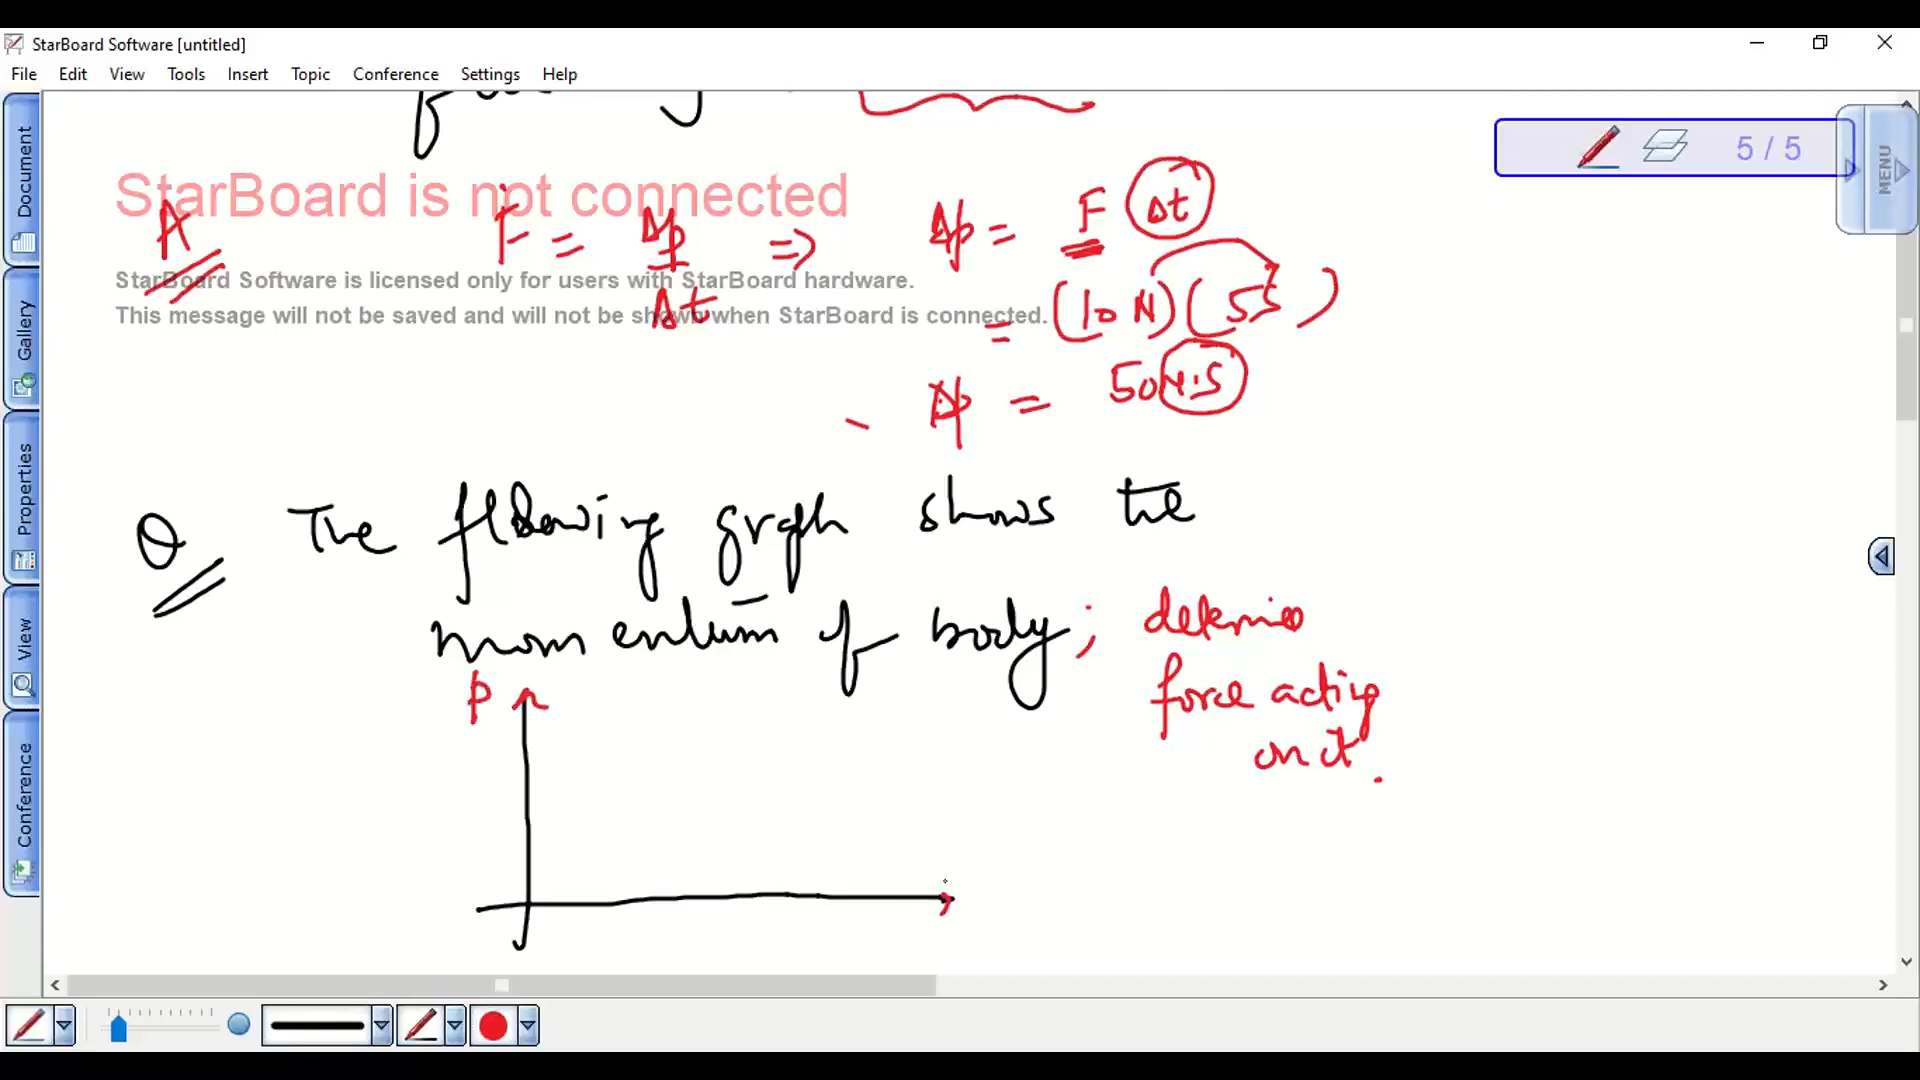 StarBoard Software [untitled]
File Edit View Tools Insert Topic Conference Settings Help
5 / 5
MENU
Document
Gallery
Properties
View
Conference
StarBoard is not connected
StarBoard Software is licensed only for users with StarBoard hardware.
This message will not be saved and will not be shown when StarBoard is connected.
A F = Δp / Δt => Δp = F Δt
= (10 N) (5 s)
Δp = 50 N.s
Q The following graph shows the
momentum of body ; determine
force acting
on it.
p